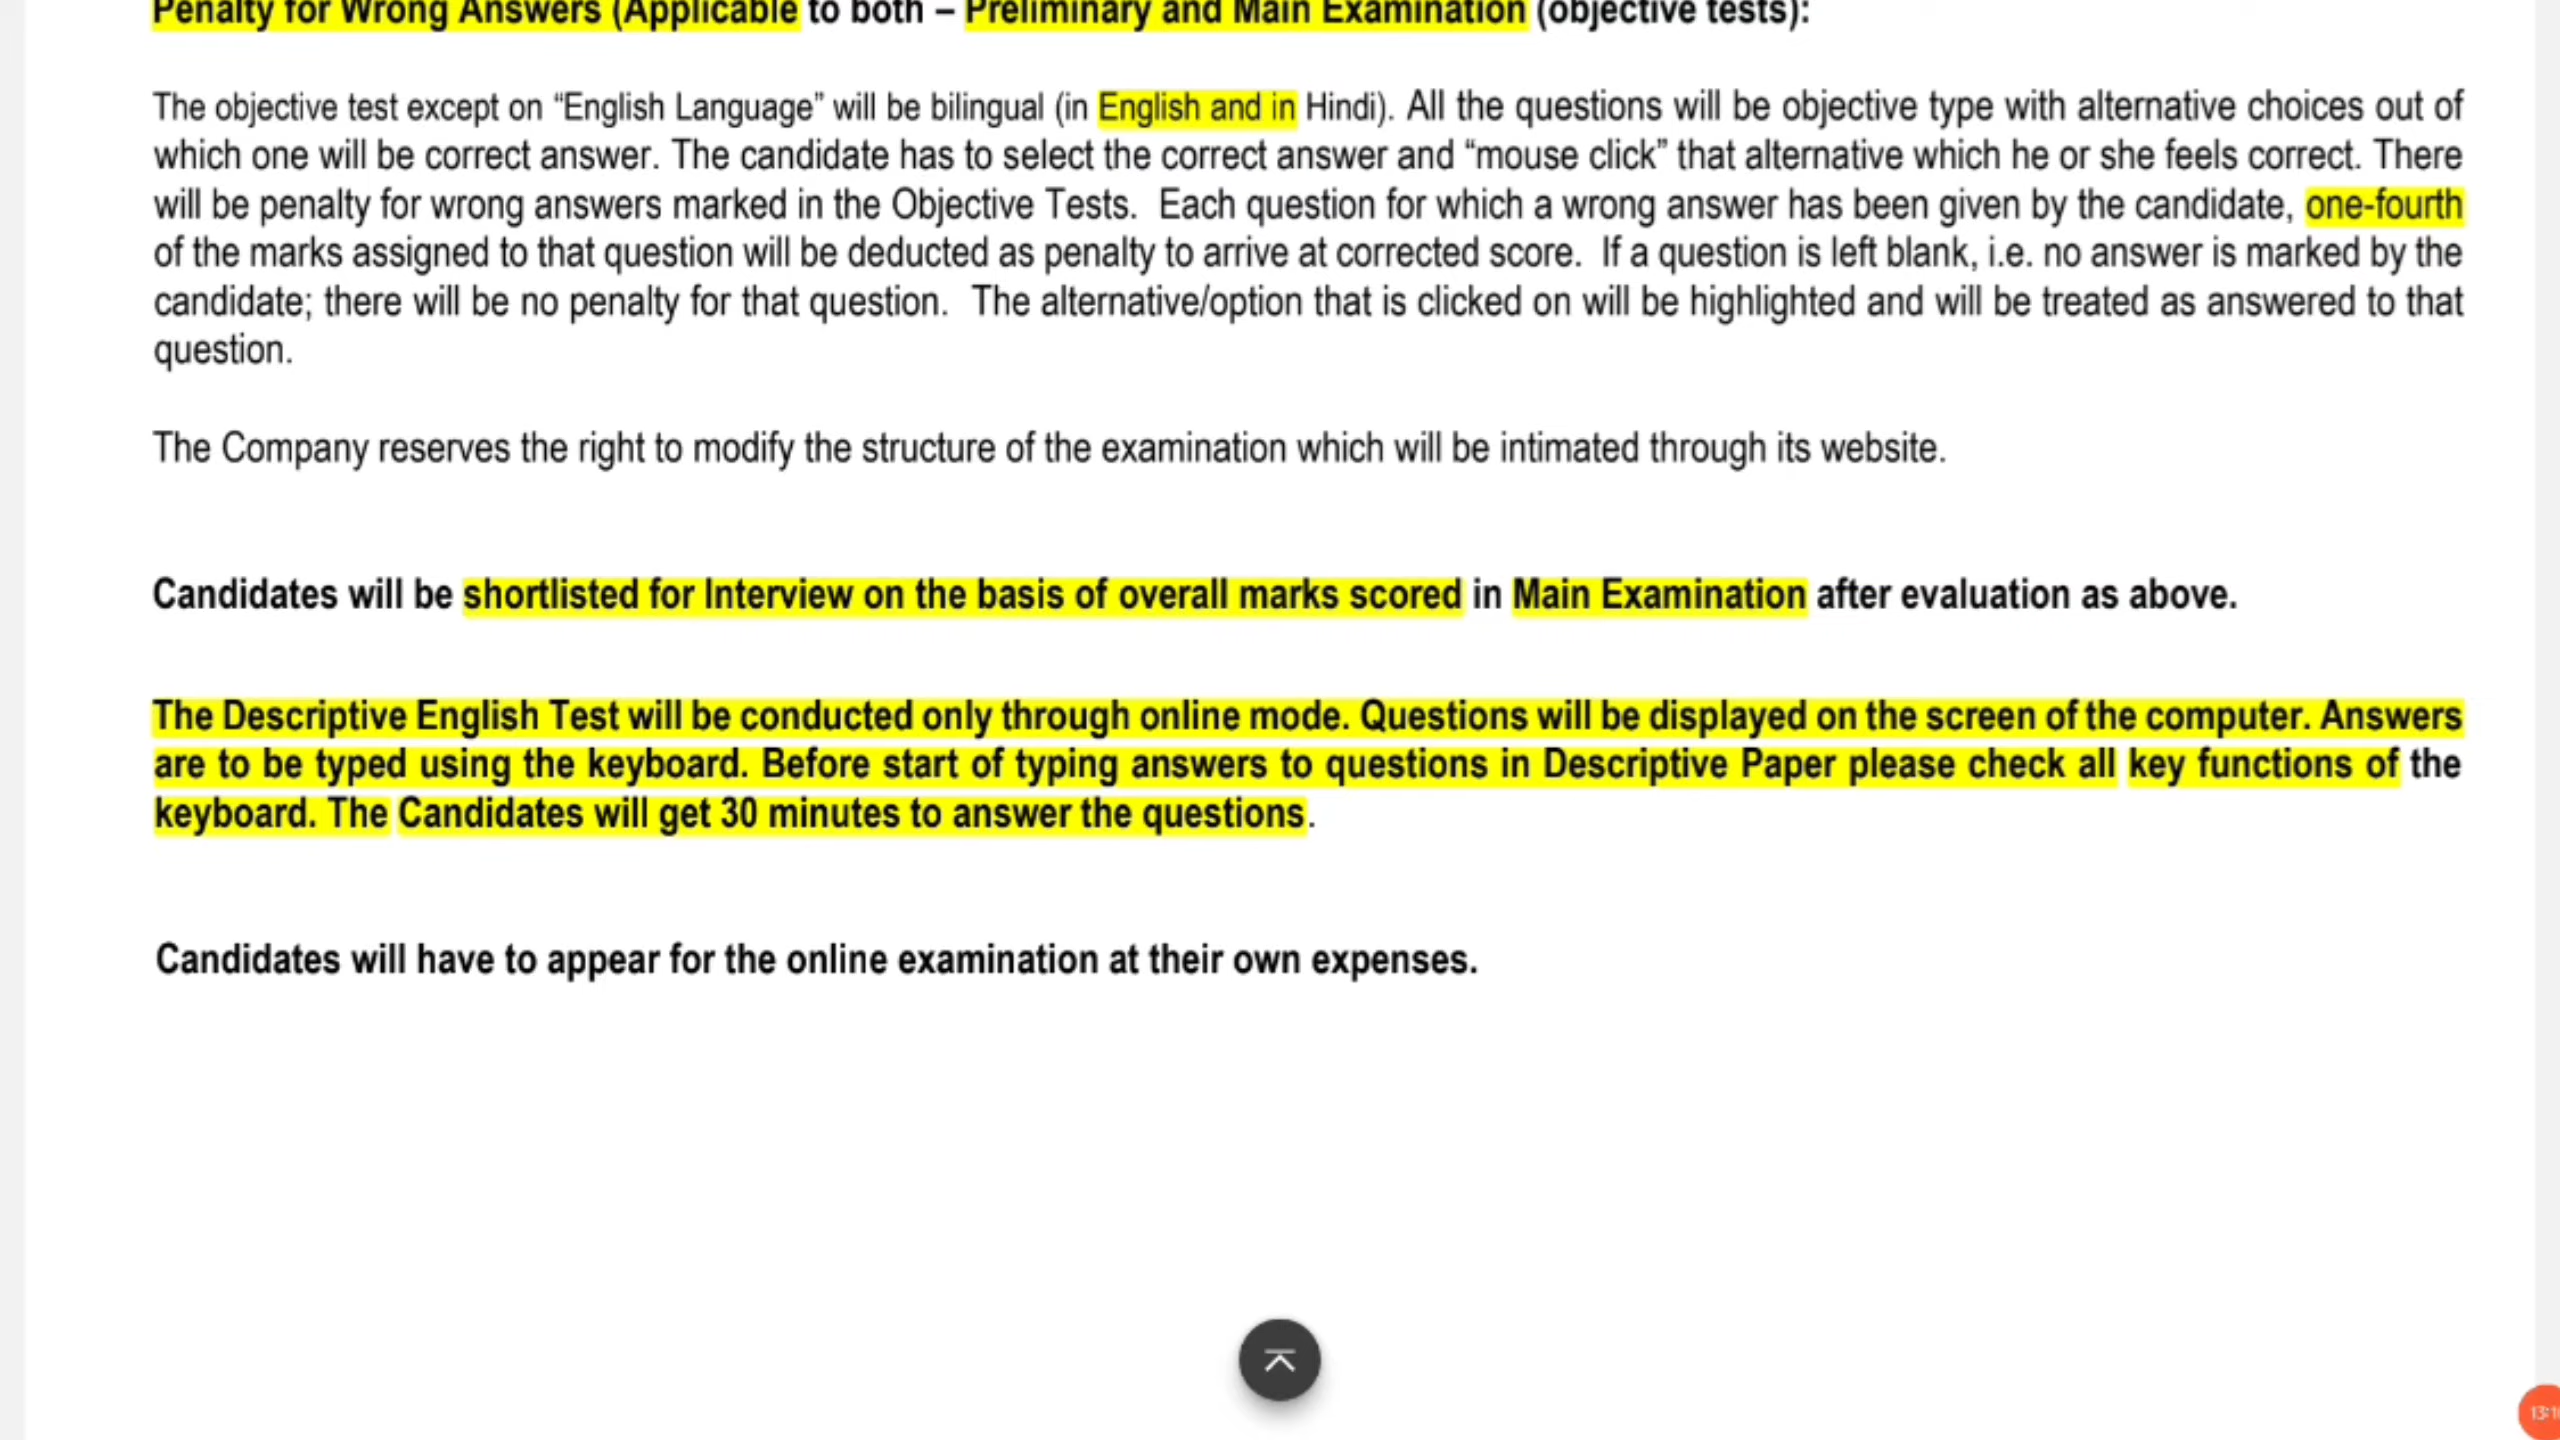 Penalty for Wrong Answers (Applicable to both – Preliminary and Main Examination (objective tests):
The objective test except on “English Language” will be bilingual (in English and in Hindi). All the questions will be objective type with alternative choices out of
which one will be correct answer. The candidate has to select the correct answer and “mouse click” that alternative which he or she feels correct. There
will be penalty for wrong answers marked in the Objective Tests.  Each question for which a wrong answer has been given by the candidate, one-fourth
of the marks assigned to that question will be deducted as penalty to arrive at corrected score.  If a question is left blank, i.e. no answer is marked by the
candidate; there will be no penalty for that question.  The alternative/option that is clicked on will be highlighted and will be treated as answered to that
question.
The Company reserves the right to modify the structure of the examination which will be intimated through its website.
Candidates will be shortlisted for Interview on the basis of overall marks scored in Main Examination after evaluation as above.
The Descriptive English Test will be conducted only through online mode. Questions will be displayed on the screen of the computer. Answers
are to be typed using the keyboard. Before start of typing answers to questions in Descriptive Paper please check all key functions of the
keyboard. The Candidates will get 30 minutes to answer the questions.
Candidates will have to appear for the online examination at their own expenses.